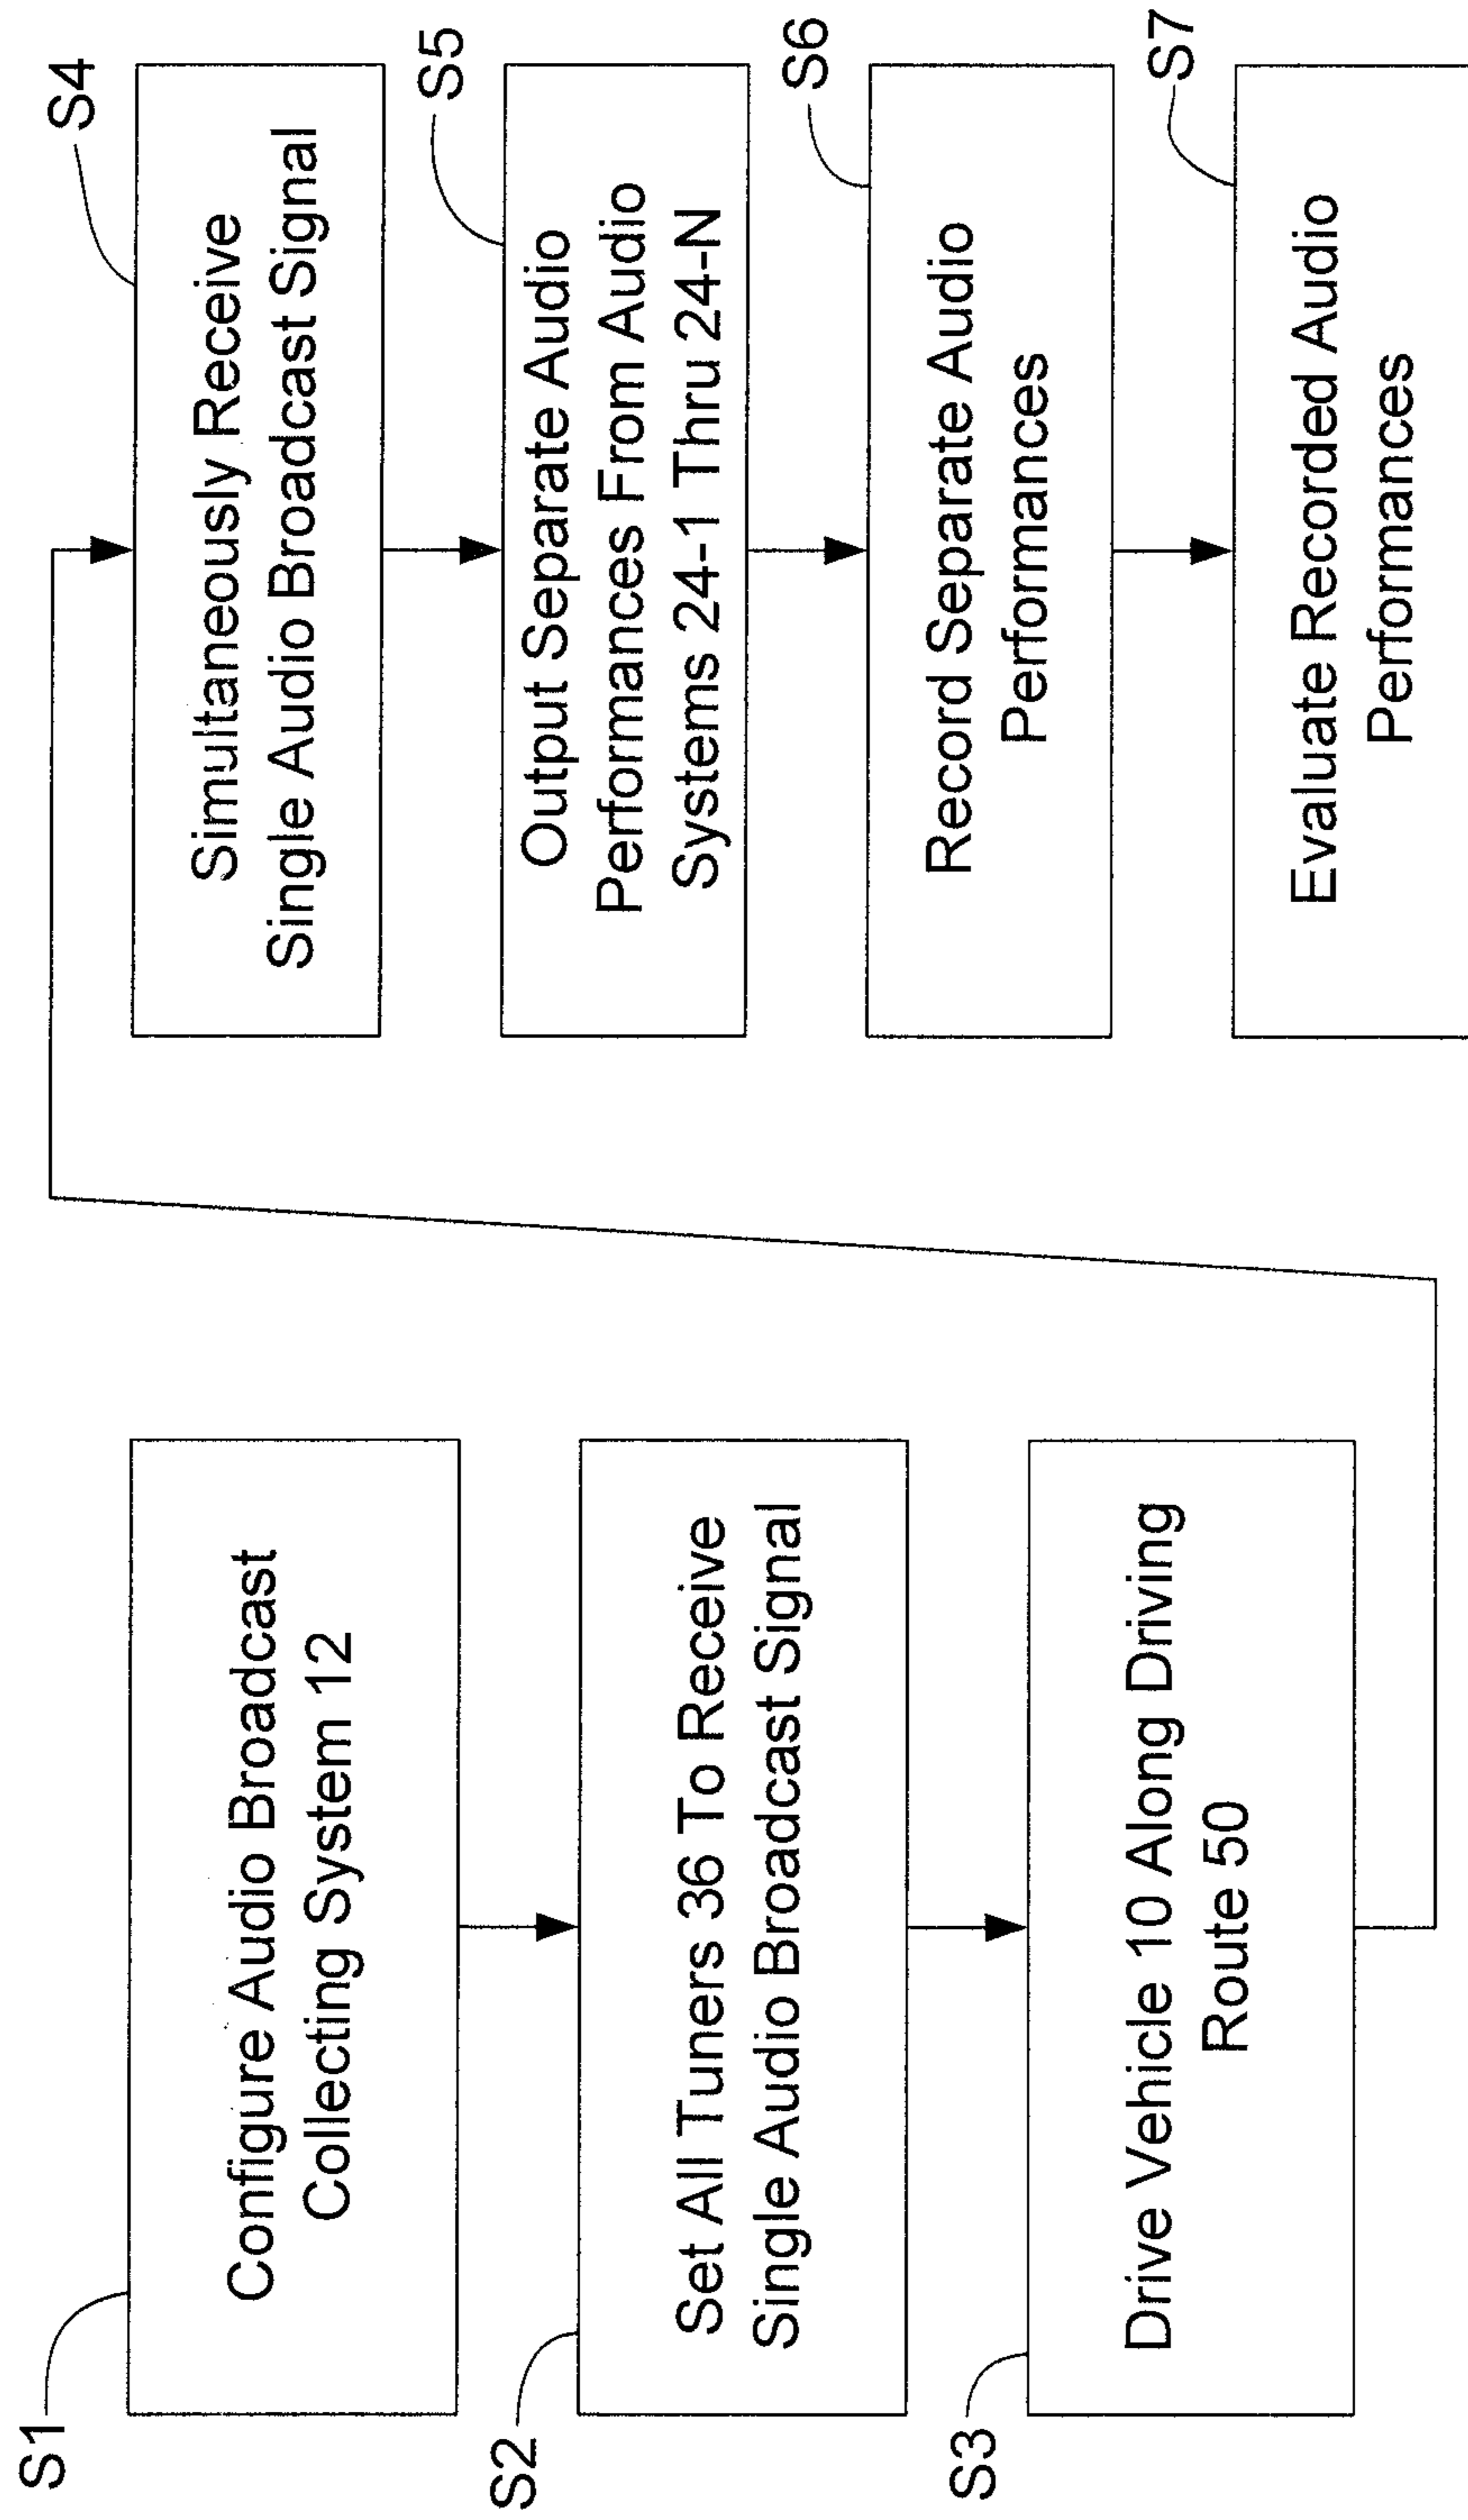 S1
Configure Audio Broadcast
Collecting System 12
S2
Set All Tuners 36 To Receive
Single Audio Broadcast Signal
S3
Drive Vehicle 10 Along Driving
Route 50
S4
Simultaneously Receive
Single Audio Broadcast Signal
S5
Output Separate Audio
Performances From Audio
Systems 24-1 Thru 24-N
S6
Record Separate Audio
Performances
S7
Evaluate Recorded Audio
Performances